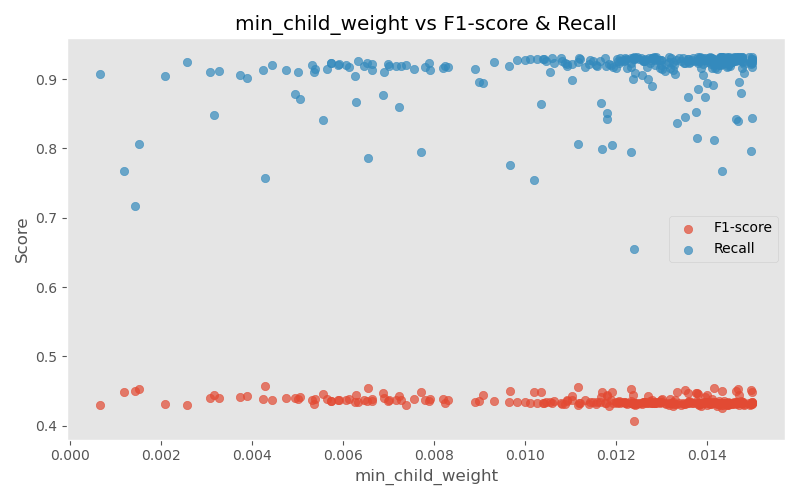 min_child_weight vs F1-score & Recall
Score
0.9
0.8
0.7
0.6
0.5
0.4
F1-score
Recall
0.000 0.002 0.004 0.006 0.008 0.010 0.012 0.014
min_child_weight